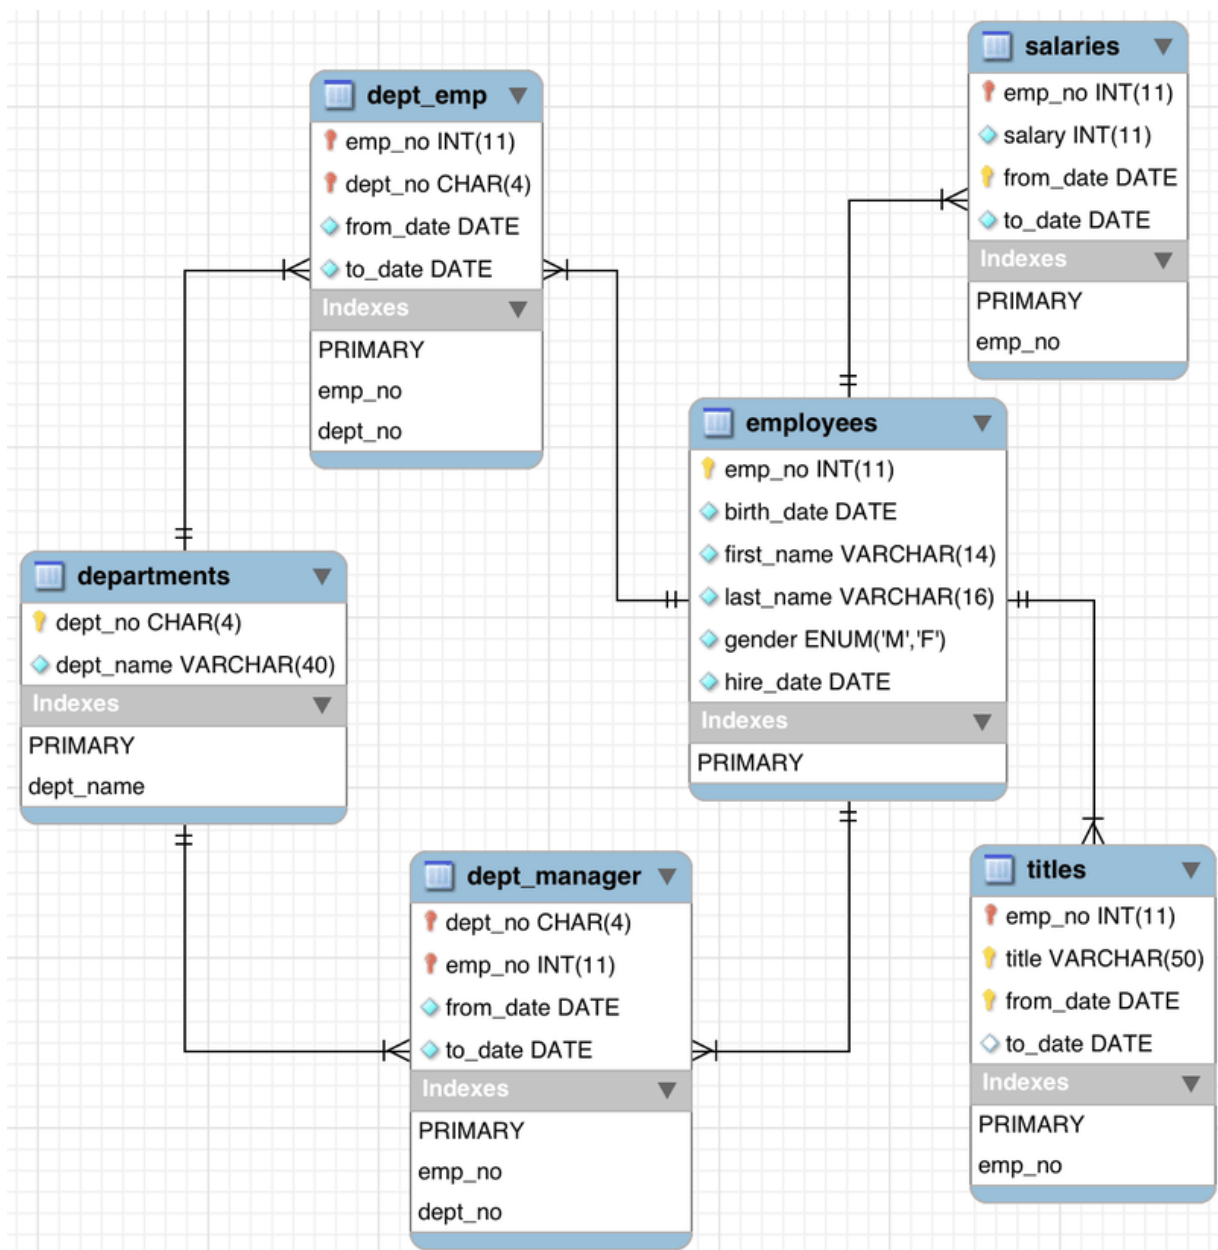 salaries
emp_no INT(11)
salary INT(11)
from_date DATE
to_date DATE
Indexes
PRIMARY
emp_no
dept_emp
emp_no INT(11)
dept_no CHAR(4)
from_date DATE
to_date DATE
Indexes
PRIMARY
emp_no
dept_no
employees
emp_no INT(11)
birth_date DATE
first_name VARCHAR(14)
last_name VARCHAR(16)
gender ENUM('M','F')
hire_date DATE
Indexes
PRIMARY
departments
dept_no CHAR(4)
dept_name VARCHAR(40)
Indexes
PRIMARY
dept_name
dept_manager
dept_no CHAR(4)
emp_no INT(11)
from_date DATE
to_date DATE
Indexes
PRIMARY
emp_no
dept_no
titles
emp_no INT(11)
title VARCHAR(50)
from_date DATE
to_date DATE
Indexes
PRIMARY
emp_no